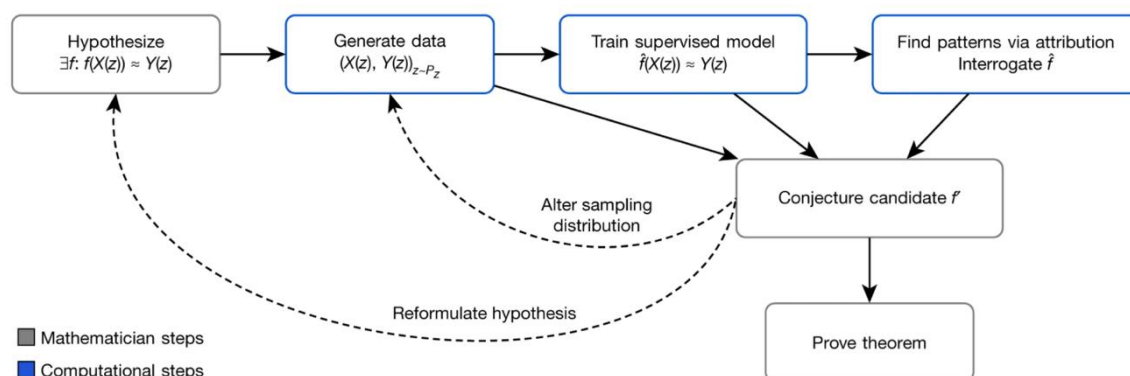 Hypothesize
∃f: f(X(z)) ≈ Y(z)
Generate data
(X(z), Y(z))z~PZ
Train supervised model
f̂(X(z)) ≈ Y(z)
Find patterns via attribution
Interrogate f̂
Conjecture candidate f′
Alter sampling
distribution
Reformulate hypothesis
Prove theorem
Mathematician steps
Computational steps